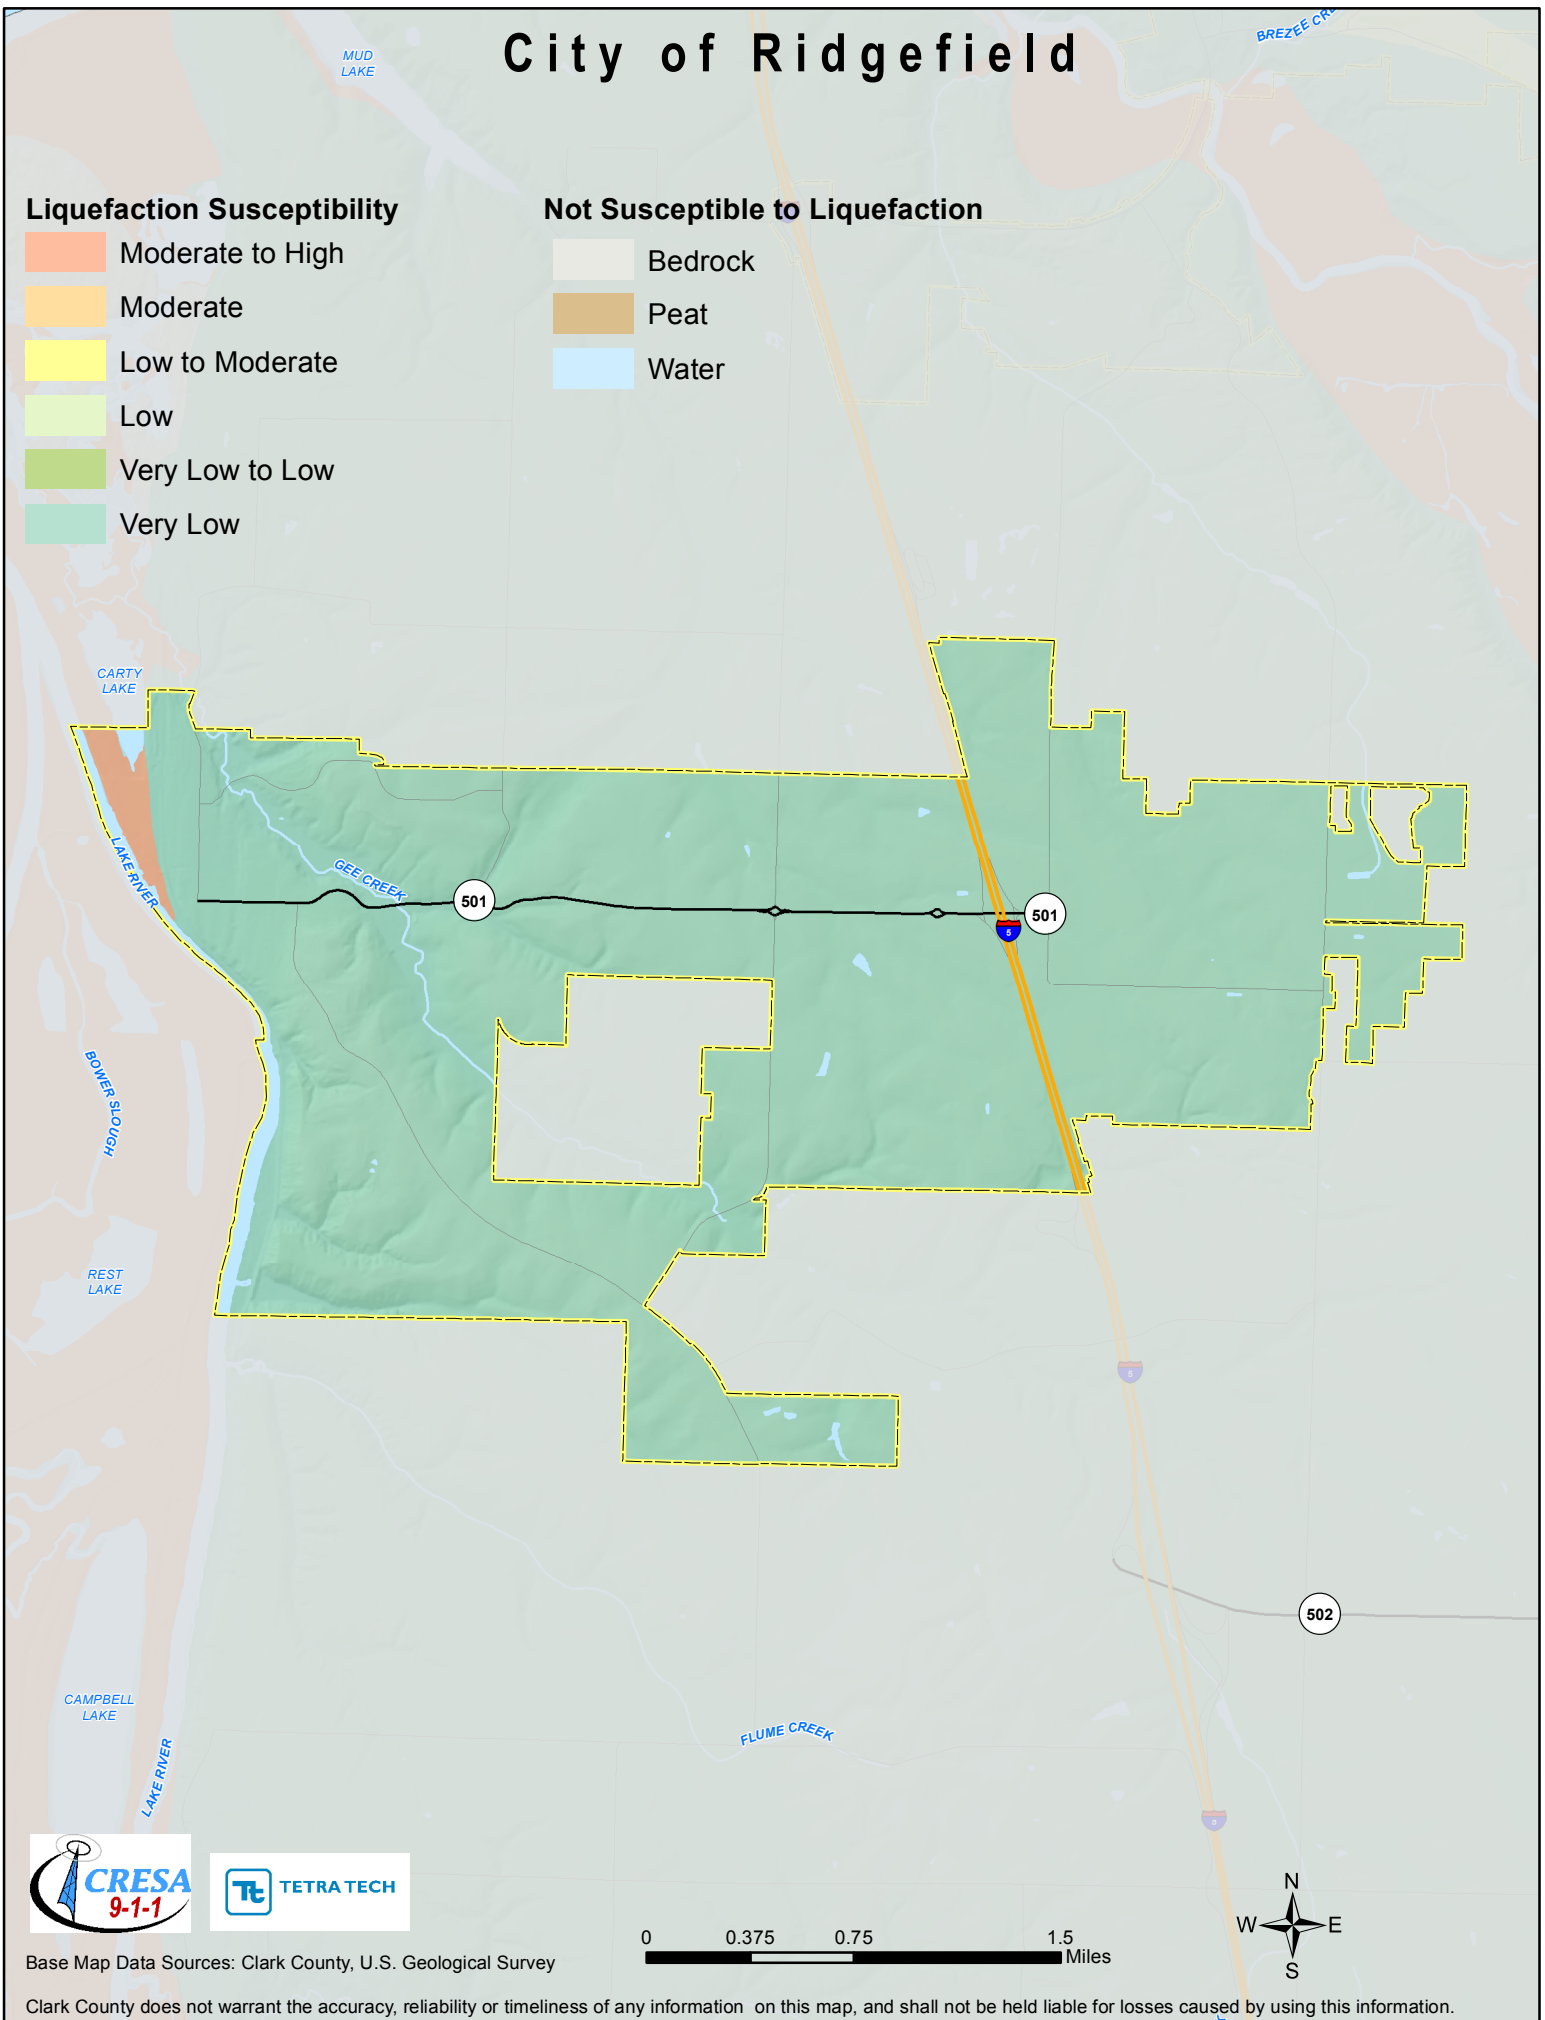 City of Ridgefield
BREZEE CRE
MUD
LAKE
Liquefaction Susceptibility
Moderate to High
Moderate
Low to Moderate
Low
Very Low to Low
Very Low
Not Susceptible to Liquefaction
Bedrock
Peat
Water
CARTY
LAKE
LAKE RIVER
GEE CREEK
501
501
5
BOWER SLOUGH
REST
LAKE
5
502
CAMPBELL
LAKE
LAKE RIVER
FLUME CREEK
5
CRESA
9-1-1
Tt
TETRA TECH
N
W
E
S
0
0.375
0.75
1.5
Miles
Base Map Data Sources: Clark County, U.S. Geological Survey
Clark County does not warrant the accuracy, reliability or timeliness of any information on this map, and shall not be held liable for losses caused by using this information.